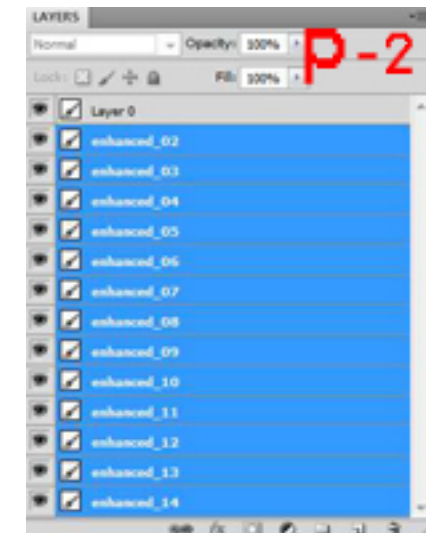 LAYERS
Normal Opacity: 100%
P-2
Lock: Fill: 100%
Layer 0
enhanced_02
enhanced_03
enhanced_04
enhanced_05
enhanced_06
enhanced_07
enhanced_08
enhanced_09
enhanced_10
enhanced_11
enhanced_12
enhanced_13
enhanced_14
fx